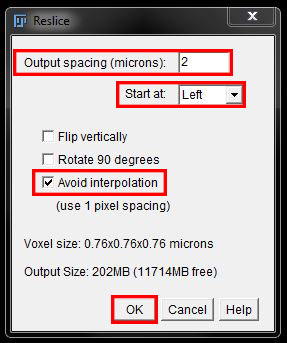 Reslice
Output spacing (microns): 2
Start at: Left
Flip vertically
Rotate 90 degrees
Avoid interpolation
(use 1 pixel spacing)
Voxel size: 0.76x0.76x0.76 microns
Output Size: 202MB (11714MB free)
OK Cancel Help